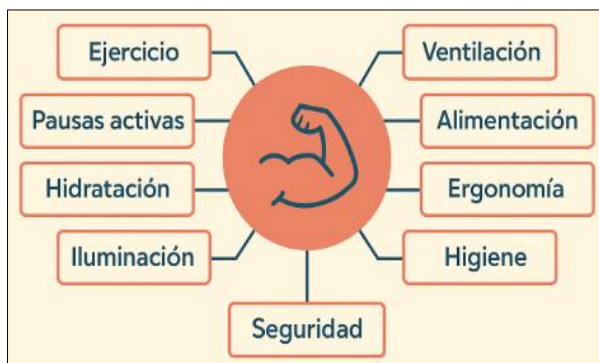 Ejercicio
Pausas activas
Hidratación
Iluminación
Ventilación
Alimentación
Ergonomía
Higiene
Seguridad